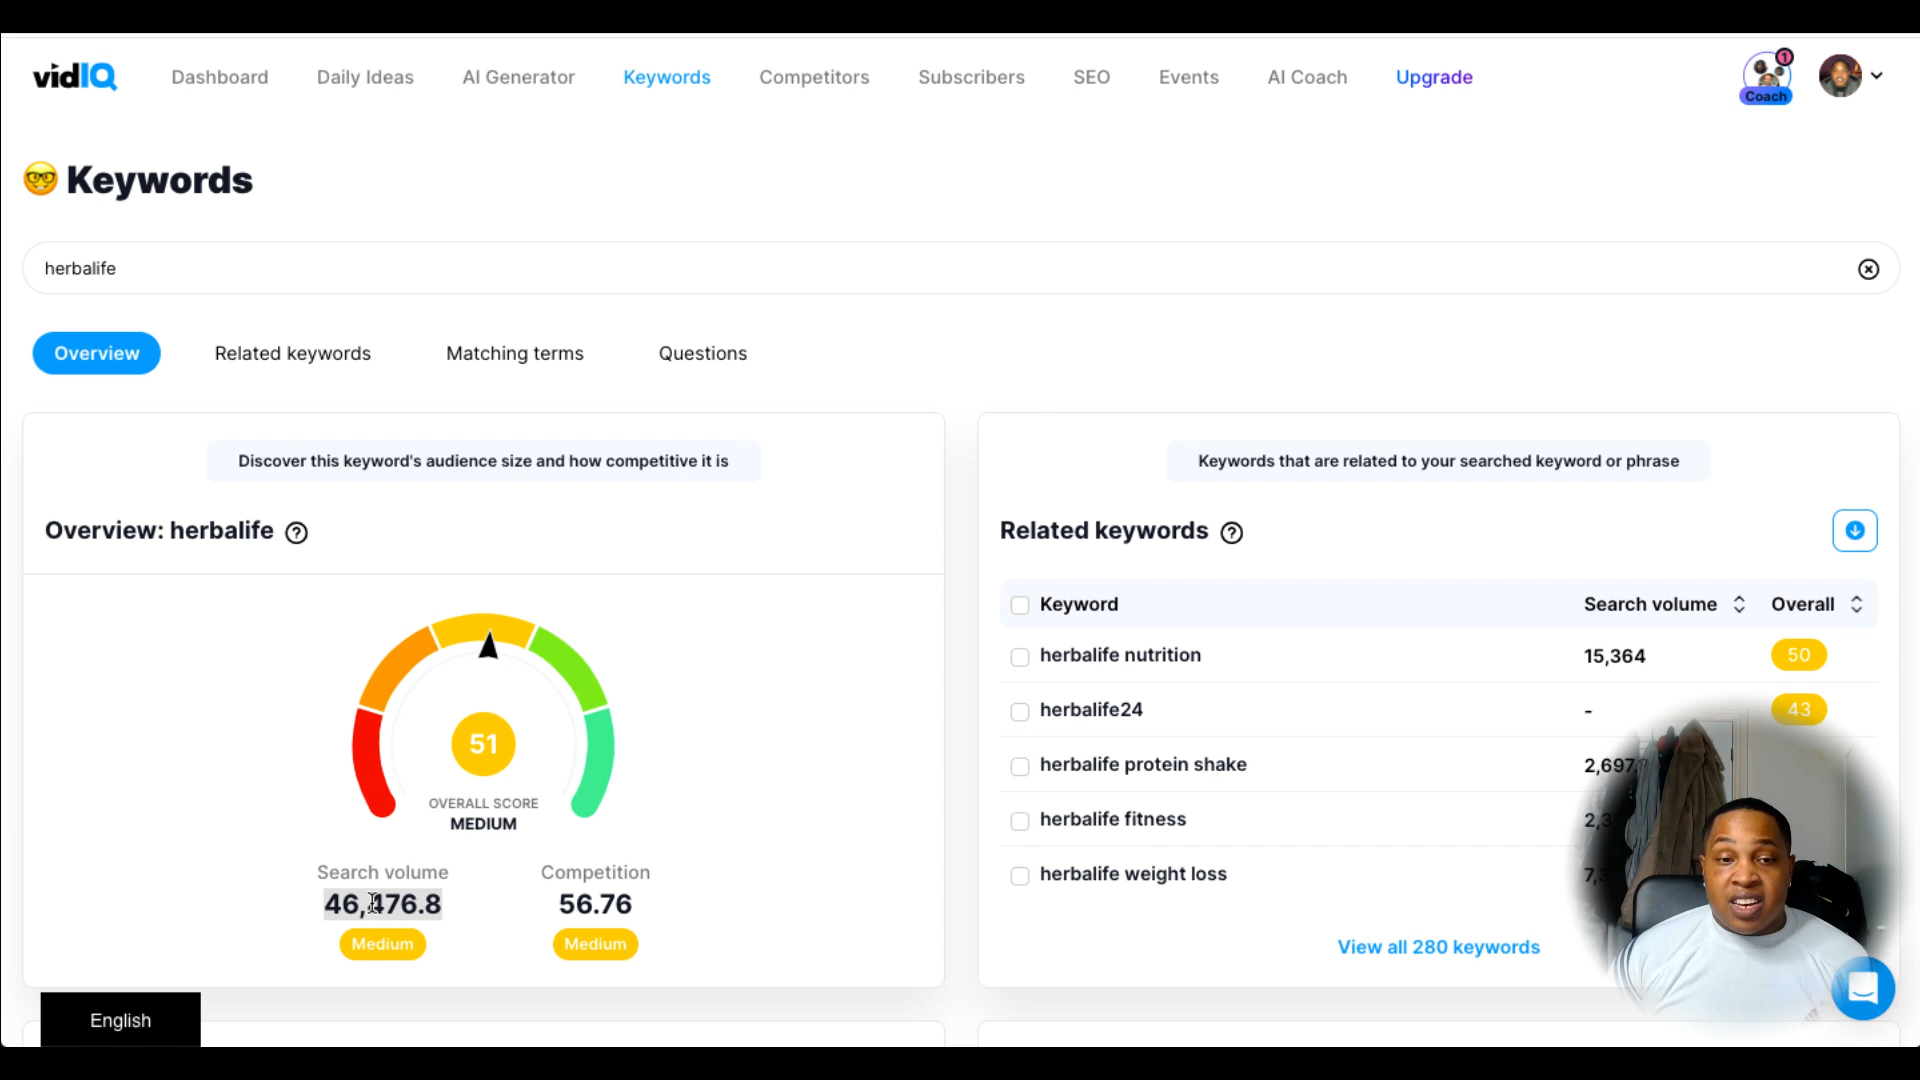 vidIQ
Dashboard
Daily Ideas
AI Generator
Keywords
Competitors
Subscribers
SEO
Events
AI Coach
Upgrade
1
Coach
Keywords
herbalife
Overview
Related keywords
Matching terms
Questions
Discover this keyword's audience size and how competitive it is
Overview: herbalife
51
OVERALL SCORE
MEDIUM
Search volume
46,476.8
Medium
Competition
56.76
Medium
Keywords that are related to your searched keyword or phrase
Related keywords
Keyword Search volume Overall
herbalife nutrition 15,364 50
herbalife24 - 43
herbalife protein shake
herbalife fitness
herbalife weight loss
View all 280 keywords
English